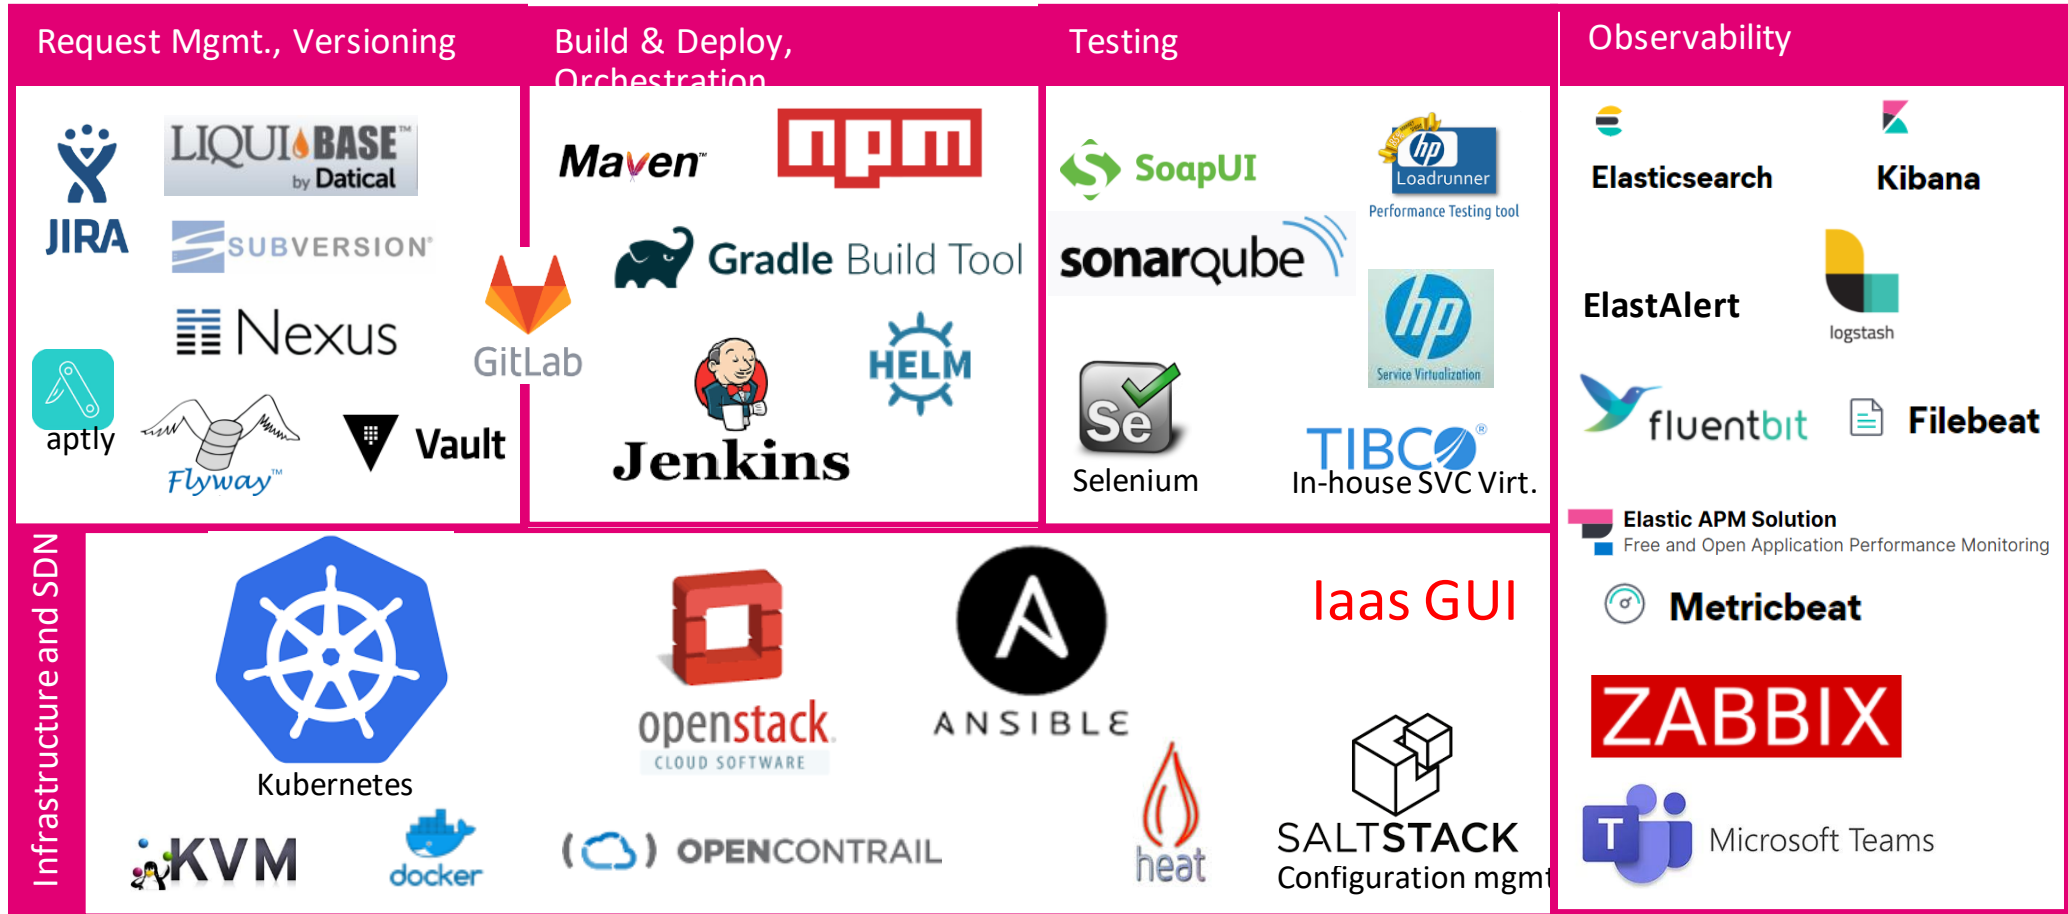 Request Mgmt., Versioning
Build & Deploy,
Orchestration
Testing
Observability
JIRA
LIQUIBASE™
by Datical
SUBVERSION®
Nexus
aptly
Flyway™
Vault
GitLab
Maven™
npm
Gradle Build Tool
HELM
Jenkins
SoapUI
hp
Loadrunner
Performance Testing tool
sonarqube
hp
Service Virtualization
Se
Selenium
TIBCO®
In-house SVC Virt.
Elasticsearch
Kibana
ElastAlert
logstash
fluentbit
Filebeat
Elastic APM Solution
Free and Open Application Performance Monitoring
Metricbeat
ZABBIX
T
Microsoft Teams
Infrastructure and SDN
Kubernetes
openstack.
CLOUD SOFTWARE
ANSIBLE
Iaas GUI
KVM
docker
OPENCONTRAIL
heat
SALTSTACK
Configuration mgmt